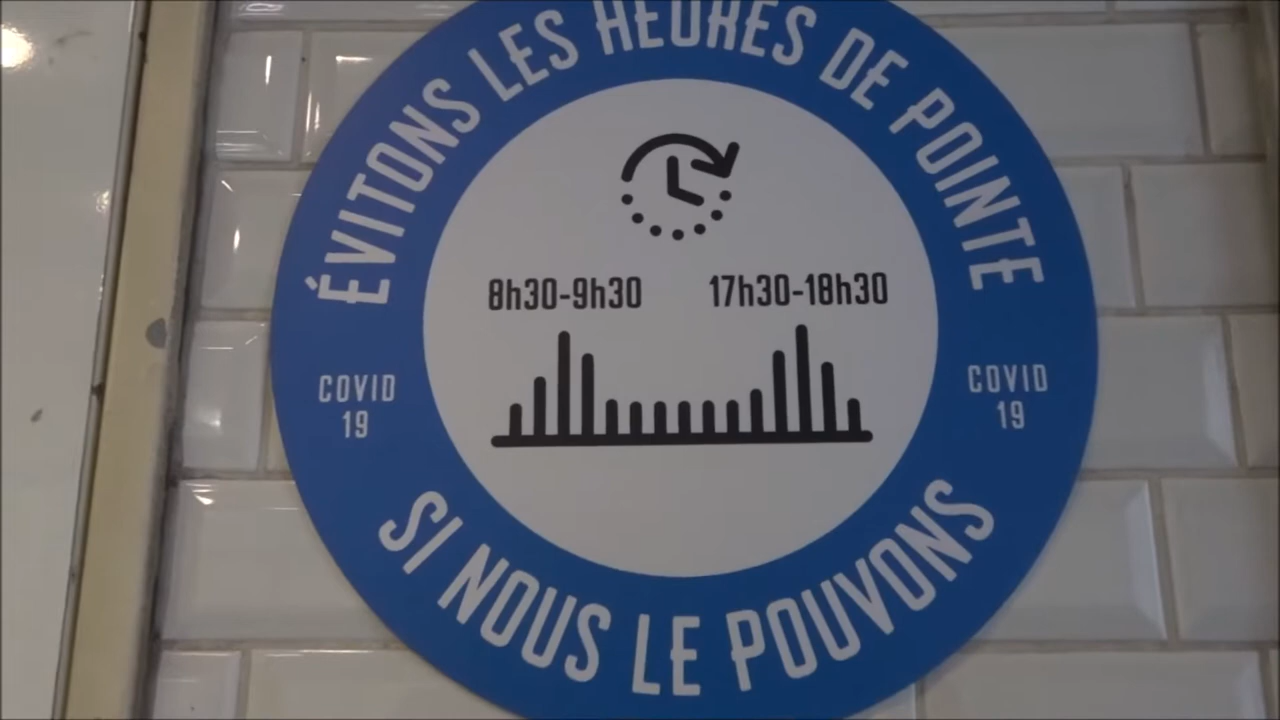 ÉVITONS LES HEURES DE POINTE
8h30-9h30 17h30-18h30
COVID
19
COVID
19
SI NOUS LE POUVONS